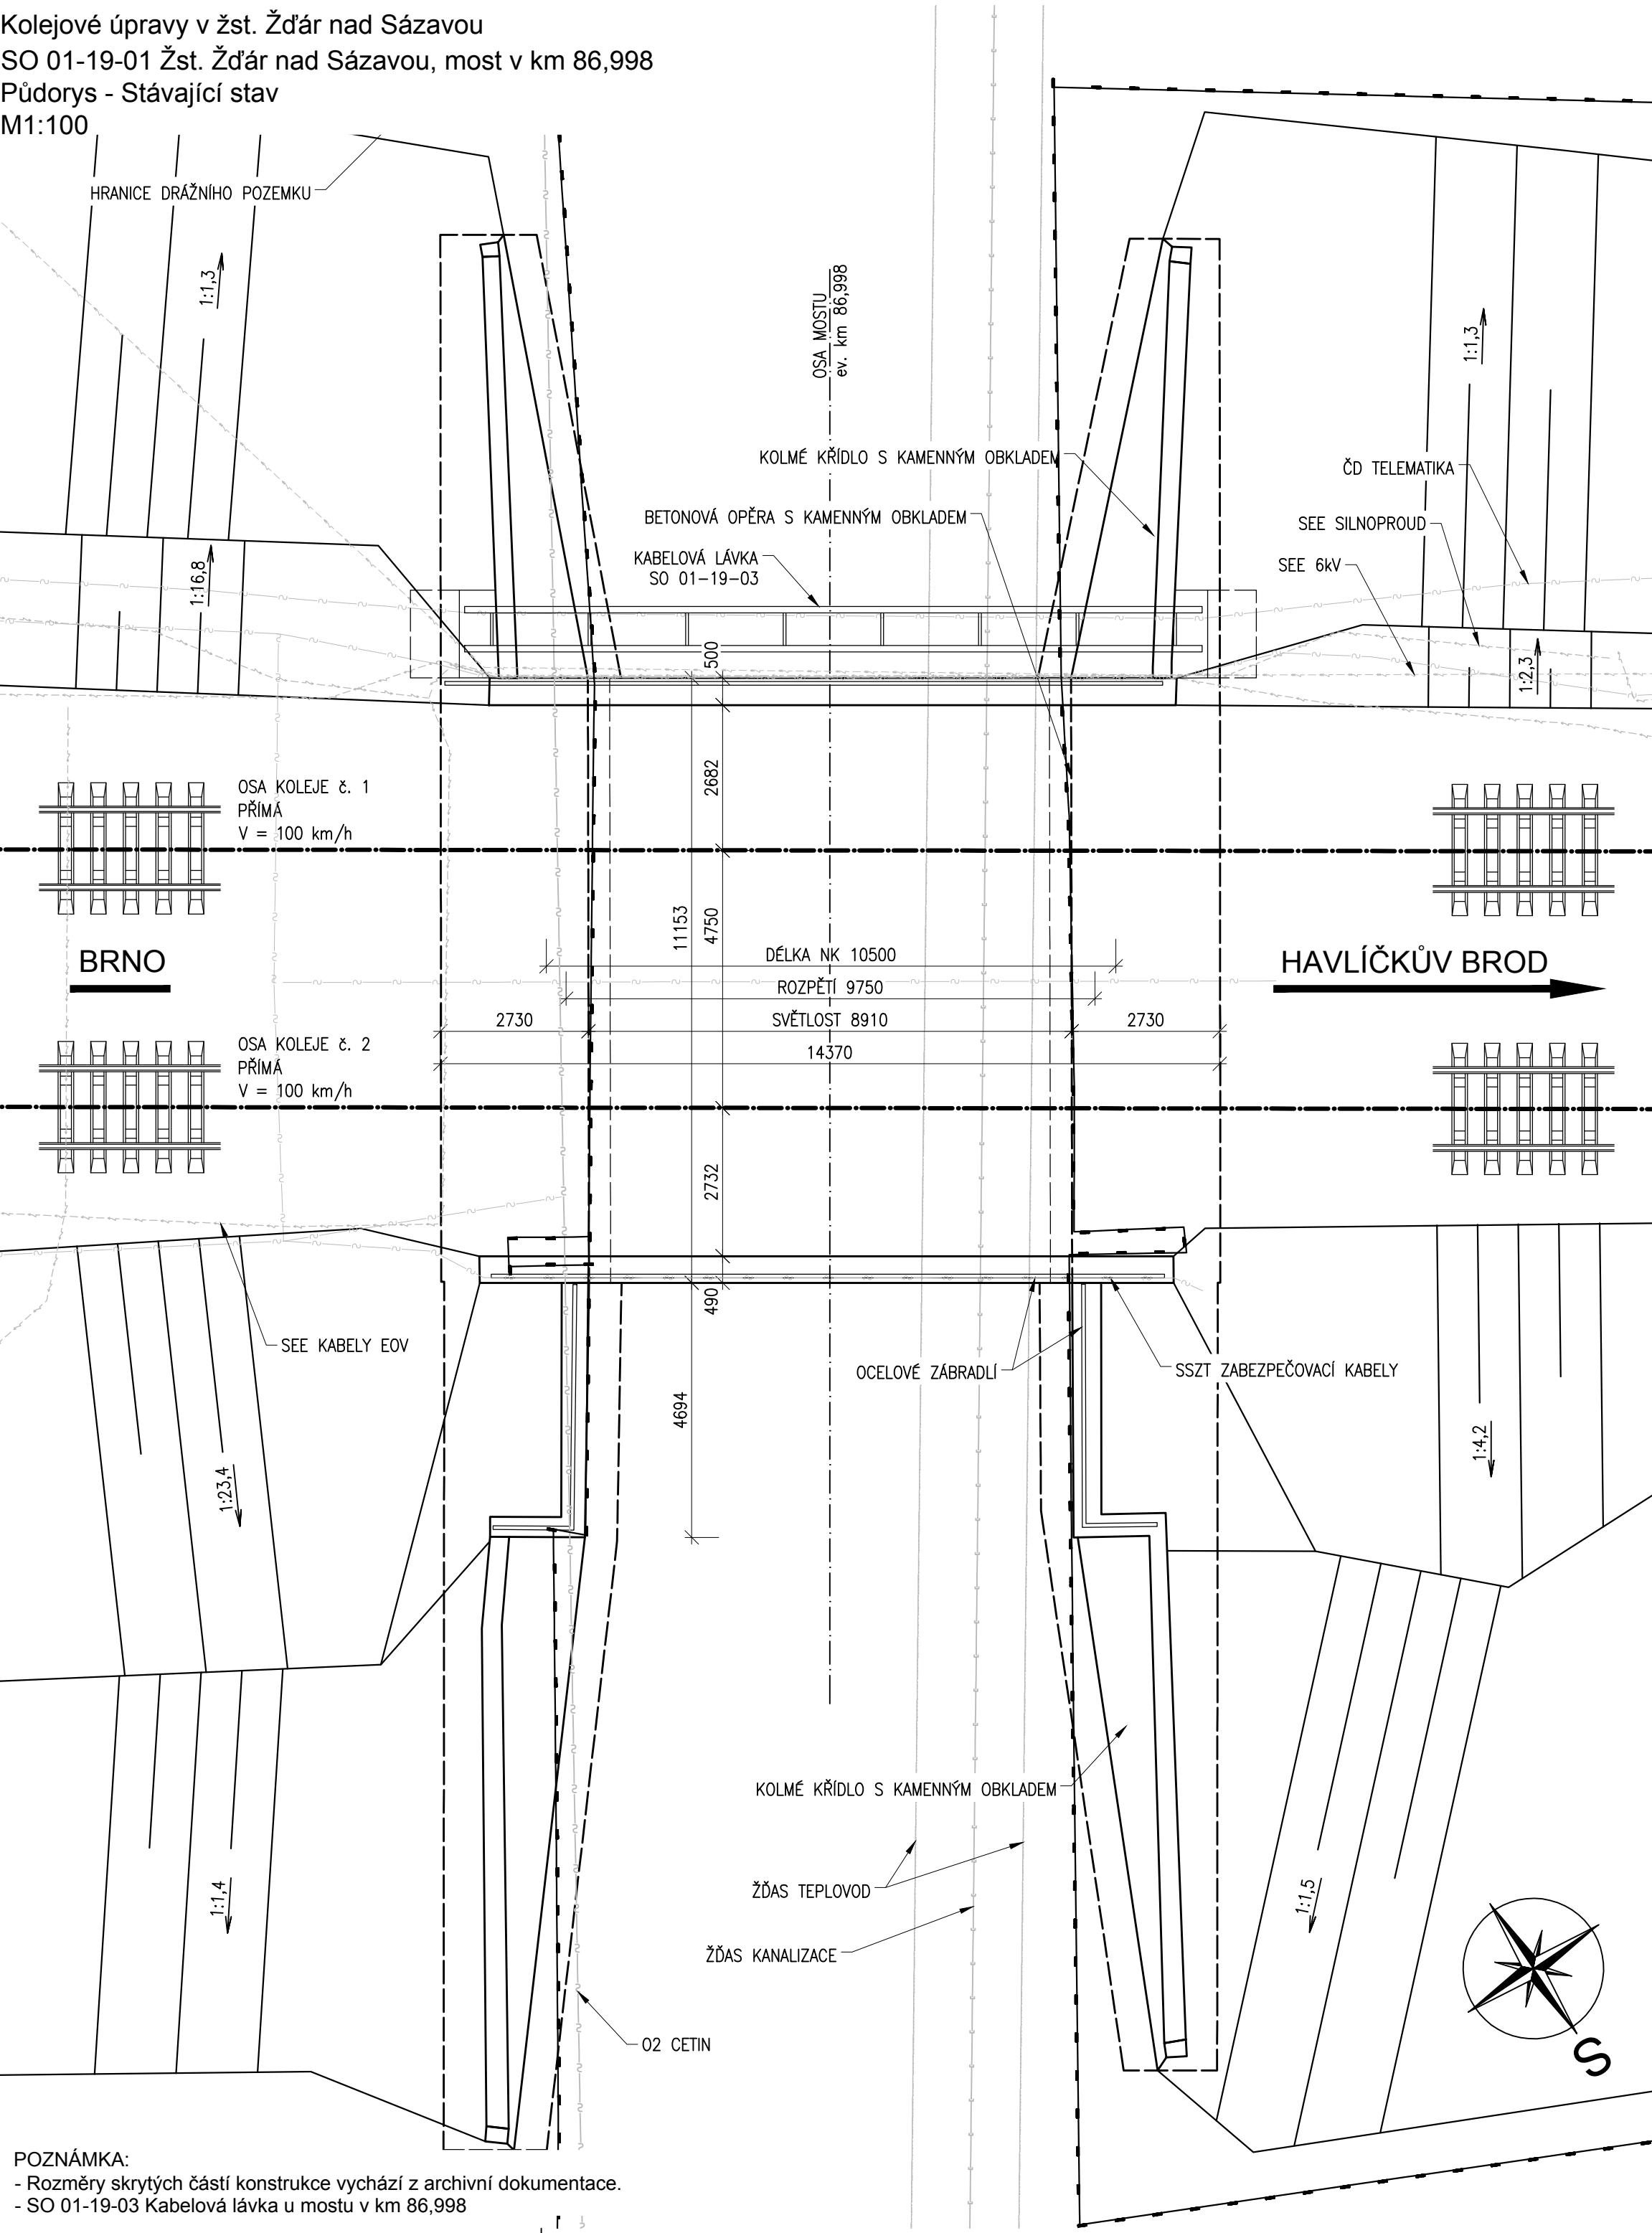 Kolejové úpravy v žst. Žďár nad Sázavou
SO 01-19-01 Žst. Žďár nad Sázavou, most v km 86,998
Půdorys - Stávající stav
M1:100
HRANICE DRÁŽNÍHO POZEMKU
1:1,3
OSA MOSTU
ev. km 86,998
1:1,3
KOLMÉ KŘÍDLO S KAMENNÝM OBKLADEM
ČD TELEMATIKA
BETONOVÁ OPĚRA S KAMENNÝM OBKLADEM
SEE SILNOPROUD
KABELOVÁ LÁVKA
SO 01-19-03
SEE 6kV
1:16,8
500
1:2,3
2682
OSA KOLEJE č. 1
PŘÍMÁ
V = 100 km/h
11153
4750
BRNO
DÉLKA NK 10500
HAVLÍČKŮV BROD
ROZPĚTÍ 9750
2730
SVĚTLOST 8910
2730
OSA KOLEJE č. 2
PŘÍMÁ
V = 100 km/h
14370
2732
490
SEE KABELY EOV
OCELOVÉ ZÁBRADLÍ
SSZT ZABEZPEČOVACÍ KABELY
4694
1:23,4
1:4,2
KOLMÉ KŘÍDLO S KAMENNÝM OBKLADEM
ŽĎAS TEPLOVOD
1:1,4
1:1,5
ŽĎAS KANALIZACE
O2 CETIN
S
POZNÁMKA:
- Rozměry skrytých částí konstrukce vychází z archivní dokumentace.
- SO 01-19-03 Kabelová lávka u mostu v km 86,998